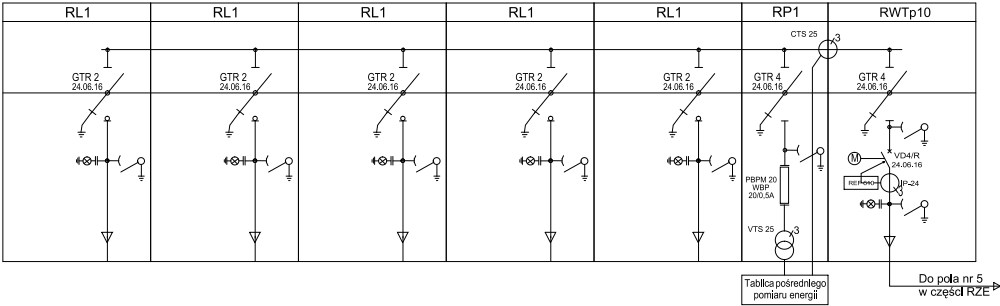 RL1
RL1
RL1
RL1
RL1
RP1
RWTp10
CTS 25
3
GTR 2
24.06.16
GTR 2
24.06.16
GTR 2
24.06.16
GTR 2
24.06.16
GTR 2
24.06.16
GTR 4
24.06.16
GTR 4
24.06.16
M
VD4/R
24.06.16
PBPM 20
WBP
20/0,5A
IP-24
VTS 25
3
Tablica pośredniego
pomiaru energii
Do pola nr 5
w części RZE